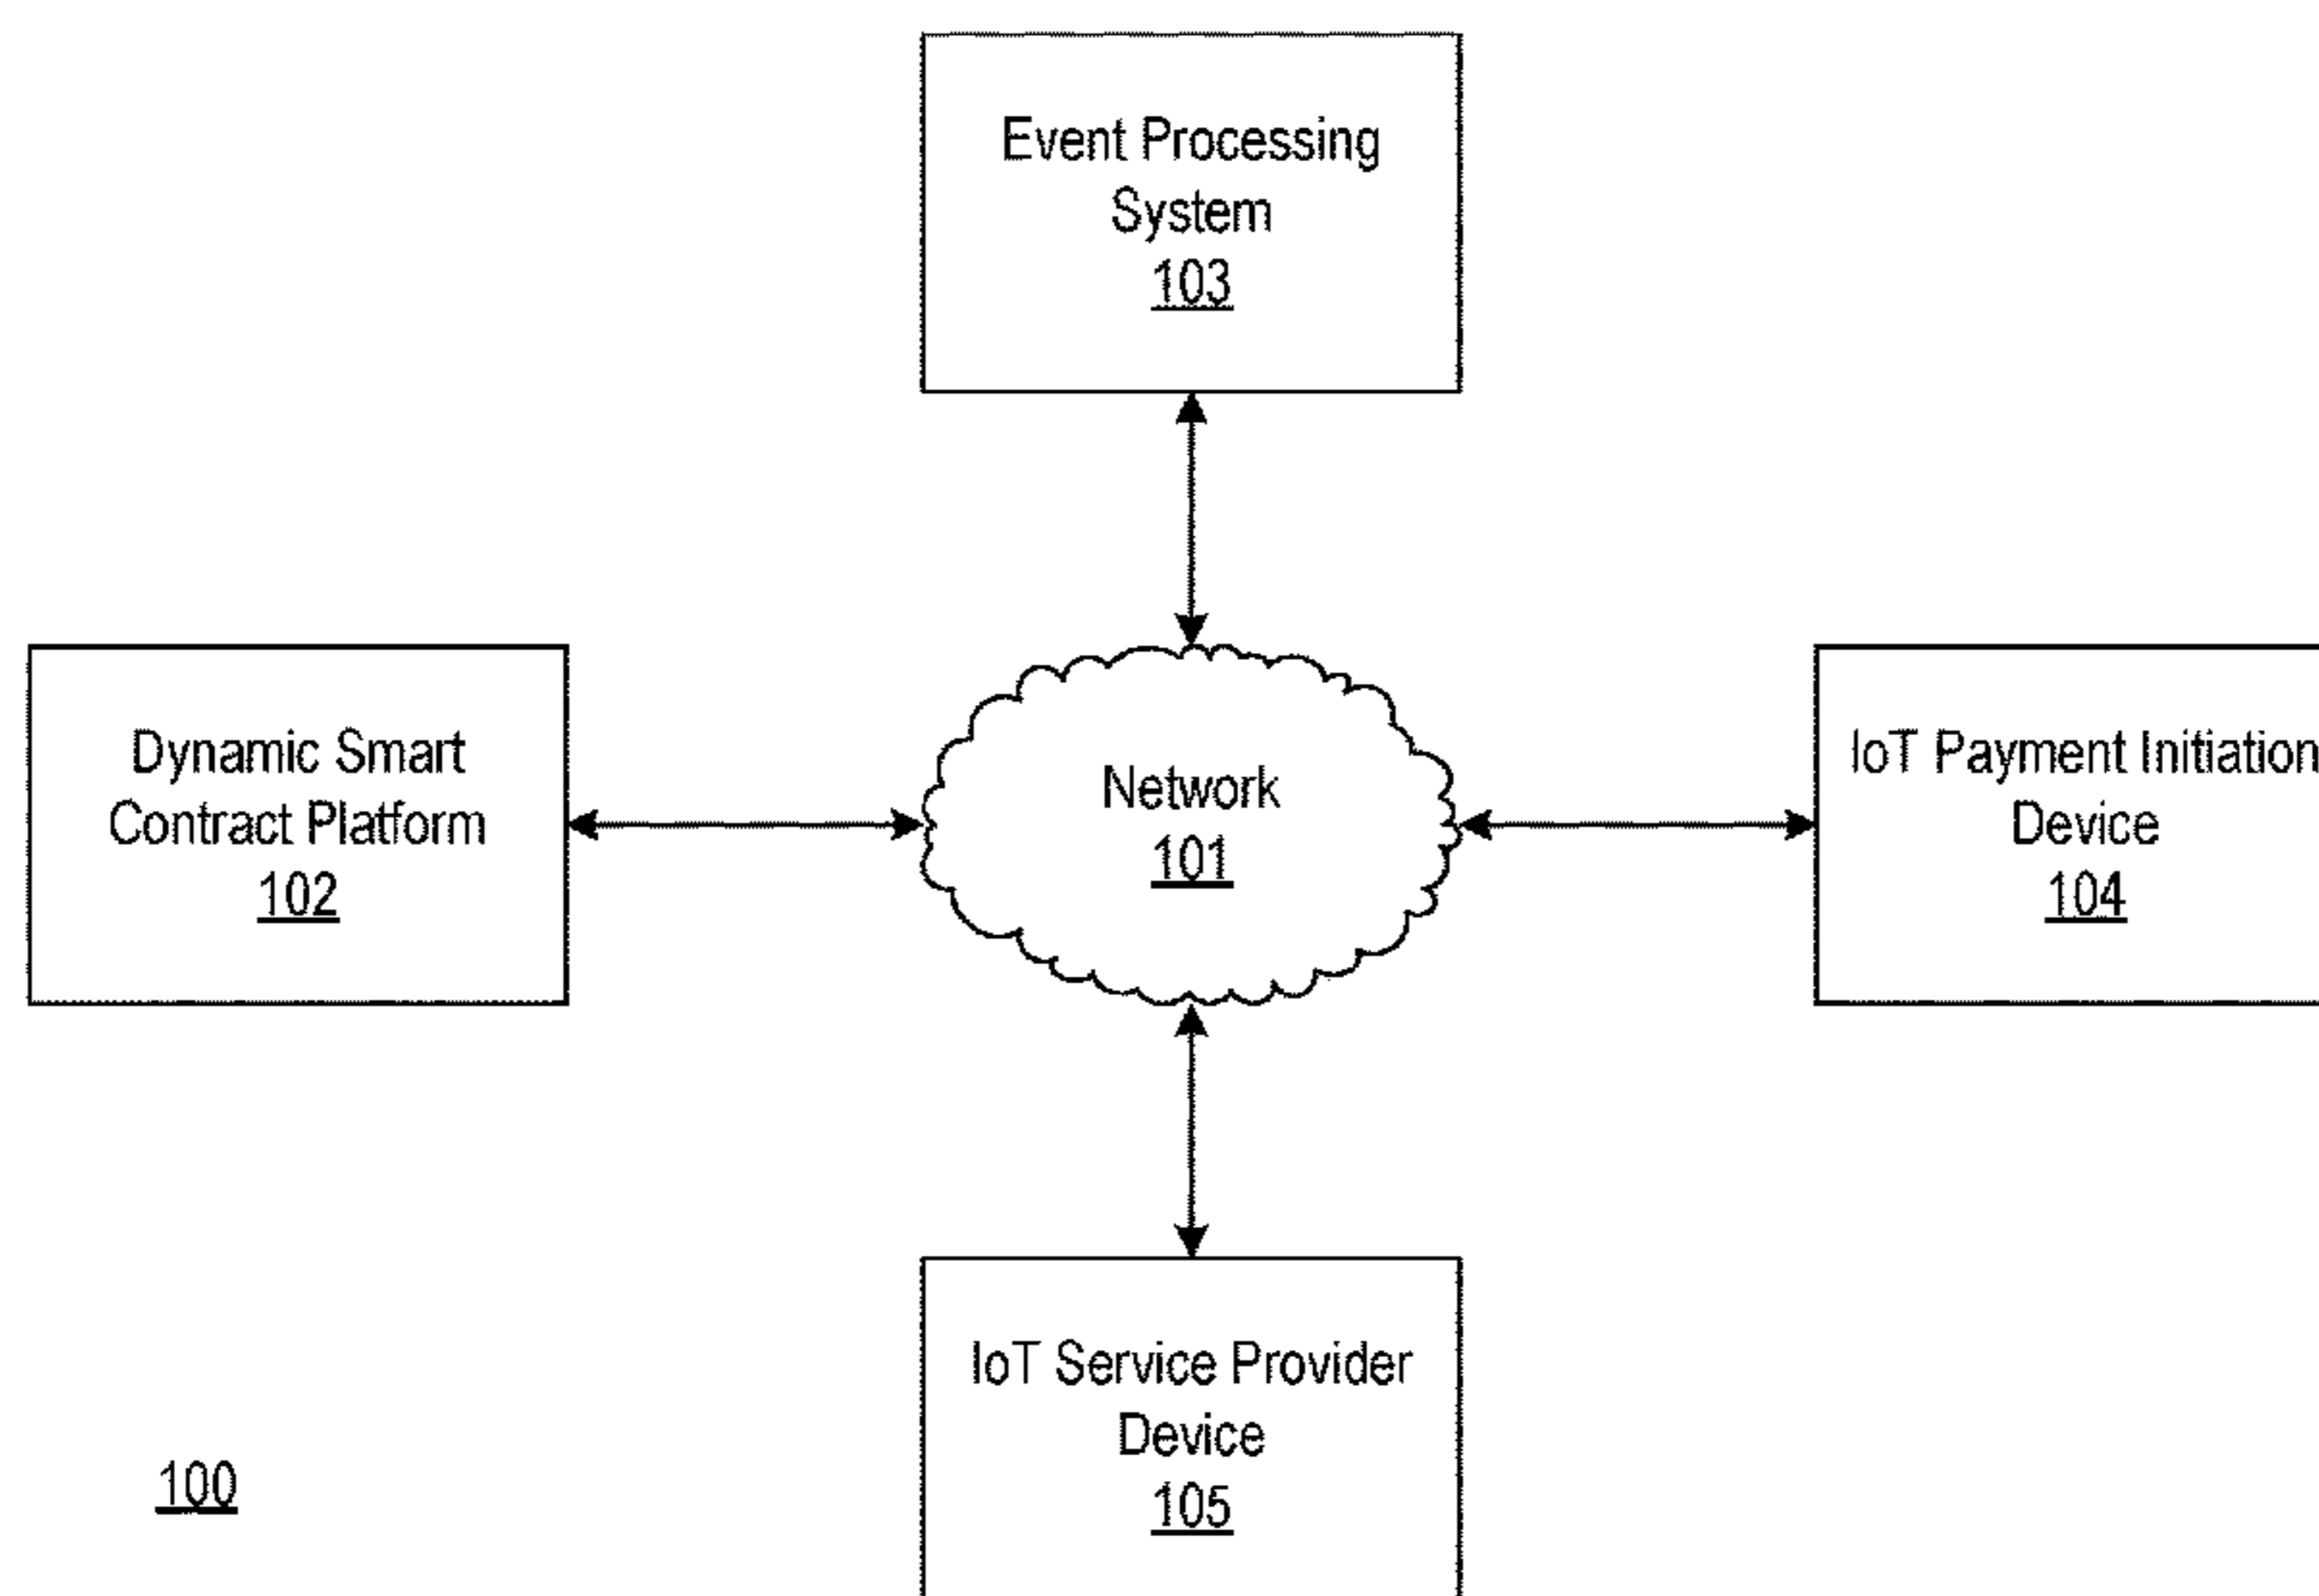 Event Processing
System
103
Dynamic Smart
Contract Platform
102
Network
101
IoT Payment Initiation
Device
104
IoT Service Provider
Device
105
100